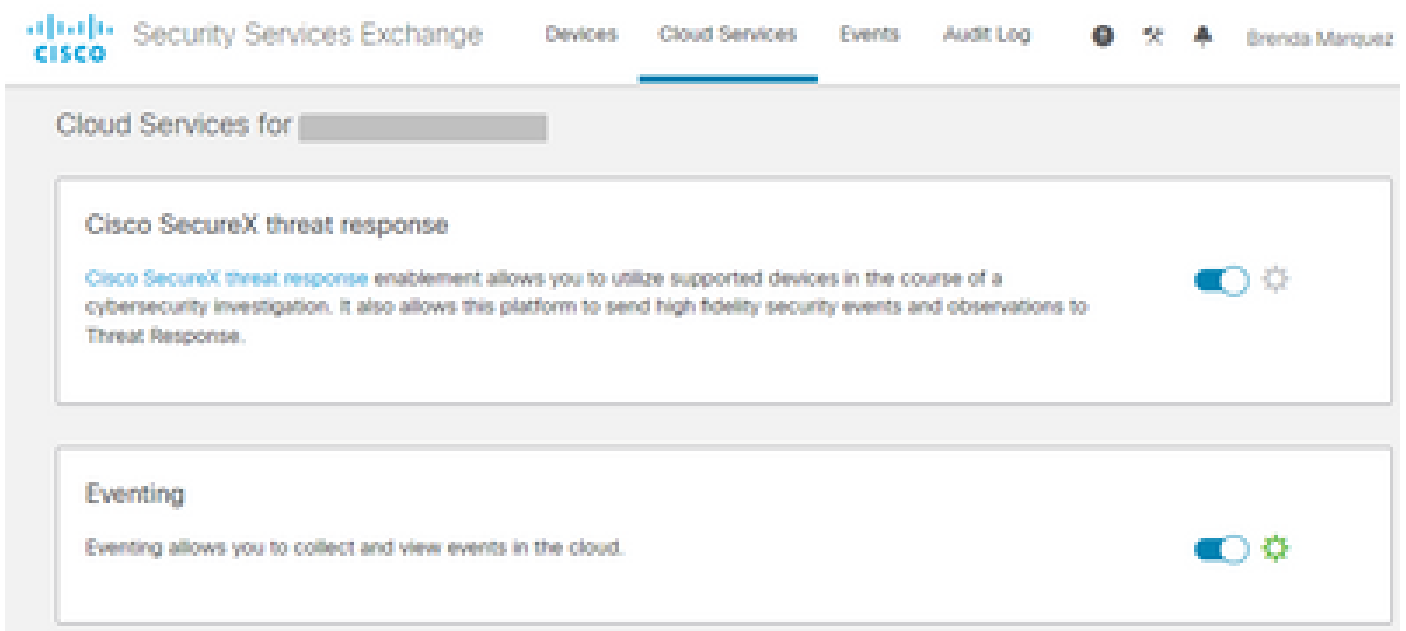 CISCO Security Services Exchange Devices Cloud Services Events Audit Log Brenda Marquez
Cloud Services for
Cisco SecureX threat response
Cisco SecureX threat response enablement allows you to utilize supported devices in the course of a
cybersecurity investigation. It also allows this platform to send high fidelity security events and observations to
Threat Response.
Eventing
Eventing allows you to collect and view events in the cloud.